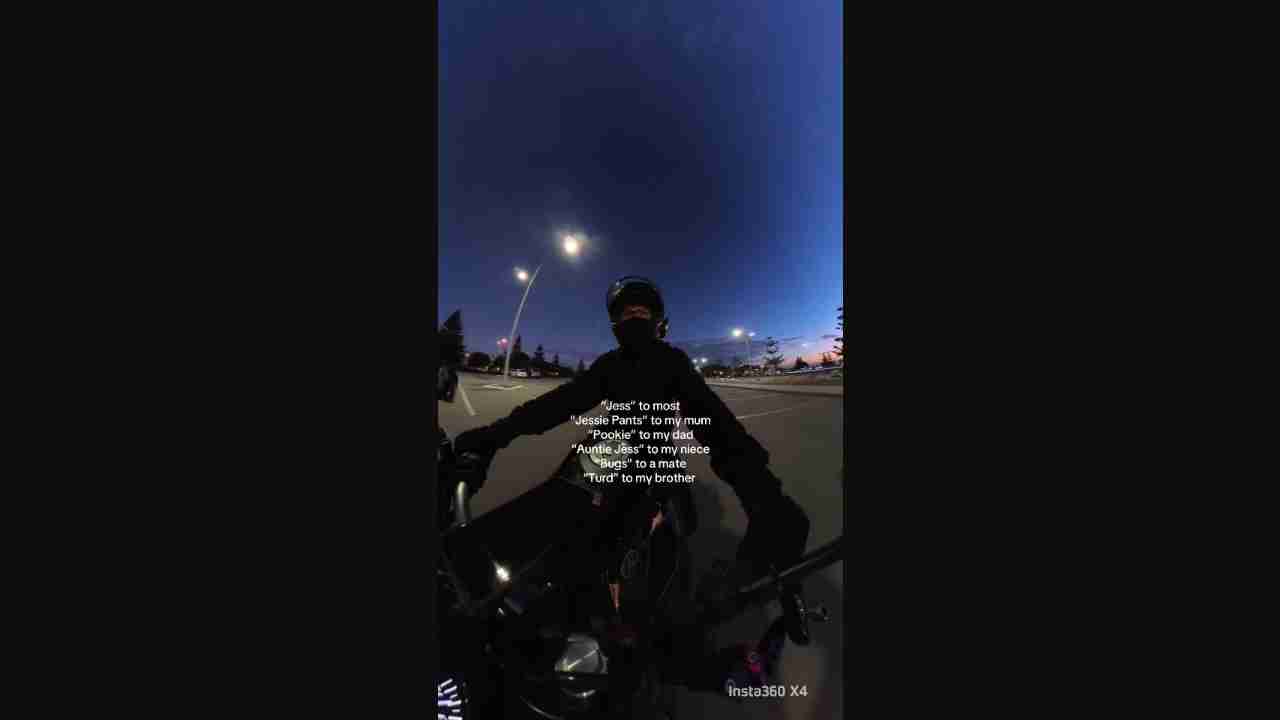 “Jess” to most
“Jessie Pants” to my mum
“Pookie” to my dad
“Auntie Jess” to my niece
“Bugs” to a mate
“Turd” to my brother
Insta360 X4